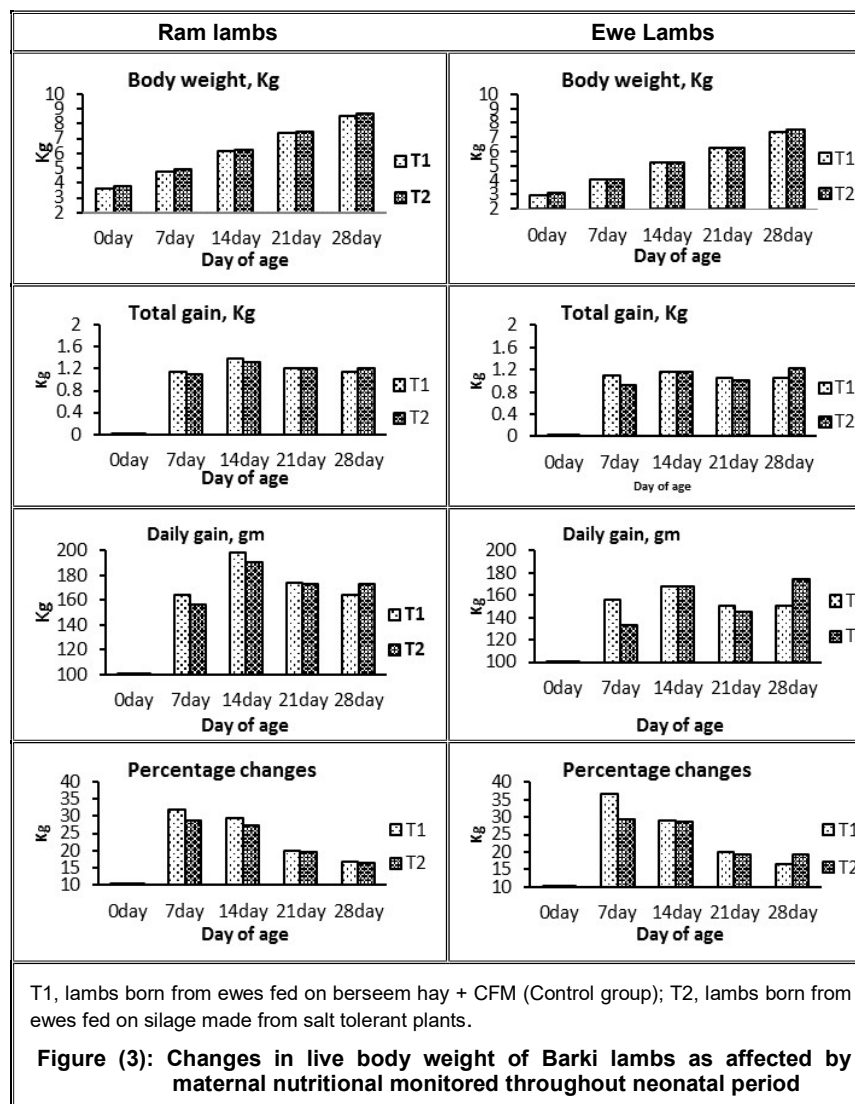 Ram lambs
Ewe Lambs
Body weight, Kg
10
9
8
7
6
5
4
3
2
Kg
0day 7day 14day 21day 28day
Day of age
T1
T2
Body weight, Kg
10
9
8
7
6
5
4
3
2
Kg
0day 7day 14day 21day 28day
Day of age
T1
T2
Total gain, Kg
2
1.6
1.2
0.8
0.4
0
Kg
0day 7day 14day 21day 28day
Day of age
T1
T2
Total gain, Kg
2
1.6
1.2
0.8
0.4
0
Kg
0day 7day 14day 21day 28day
Day of age
T1
T2
Daily gain, gm
200
180
160
140
120
100
Kg
0day 7day 14day 21day 28day
Day of age
T1
T2
Daily gain, gm
200
180
160
140
120
100
Kg
0day 7day 14day 21day 28day
Day of age
T
T
Percentage changes
40
35
30
25
20
15
10
Kg
0day 7day 14day 21day 28day
Day of age
T1
T2
Percentage changes
40
35
30
25
20
15
10
Kg
0day 7day 14day 21day 28day
Day of age
T1
T2
T1, lambs born from ewes fed on berseem hay + CFM (Control group); T2, lambs born from
ewes fed on silage made from salt tolerant plants.
Figure (3): Changes in live body weight of Barki lambs as affected by
maternal nutritional monitored throughout neonatal period